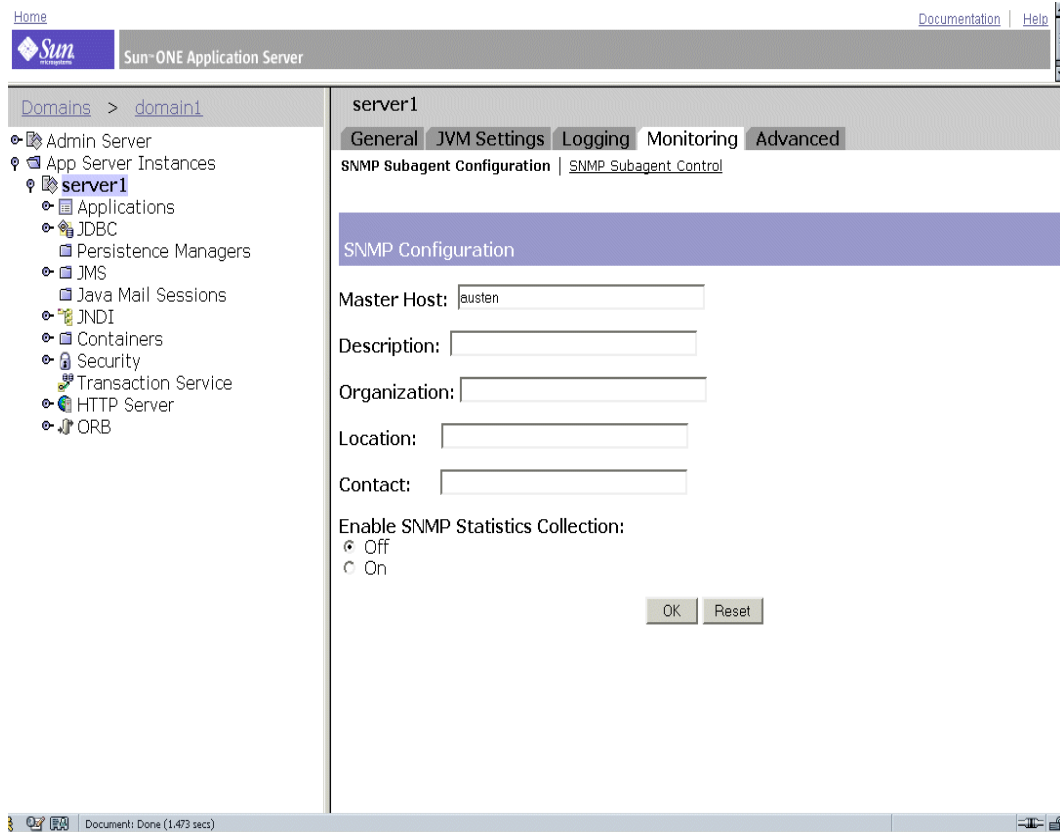 Home
Documentation | Help
Sun microsystems
Sun™ ONE Application Server
Domains > domain1
Admin Server
App Server Instances
server1
Applications
JDBC
Persistence Managers
JMS
Java Mail Sessions
JNDI
Containers
Security
Transaction Service
HTTP Server
ORB
server1
General JVM Settings Logging Monitoring Advanced
SNMP Subagent Configuration | SNMP Subagent Control
SNMP Configuration
Master Host: austen
Description:
Organization:
Location:
Contact:
Enable SNMP Statistics Collection:
Off
On
OK Reset
Document: Done (1.473 secs)